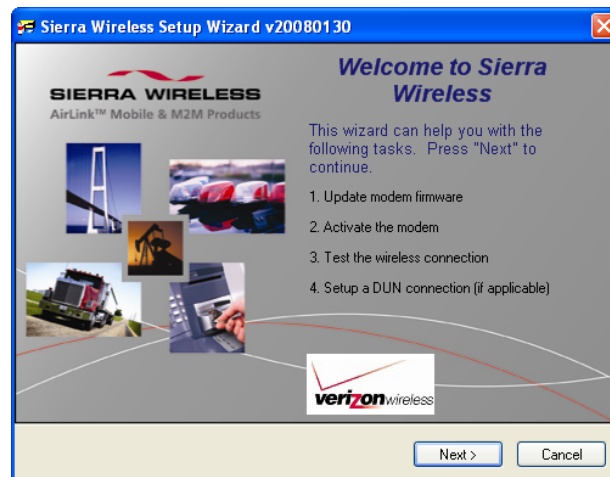 Sierra Wireless Setup Wizard v20080130
SIERRA WIRELESS
AirLink™ Mobile & M2M Products
Welcome to Sierra
Wireless
This wizard can help you with the
following tasks. Press "Next" to
continue.
1. Update modem firmware
2. Activate the modem
3. Test the wireless connection
4. Setup a DUN connection (if applicable)
verizonwireless
Next >
Cancel